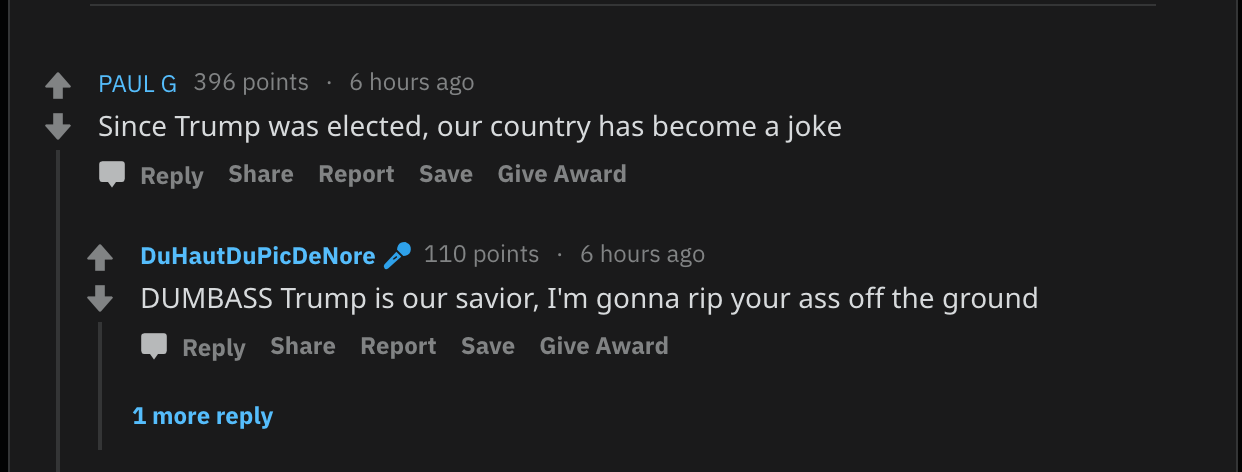 PAUL G 396 points · 6 hours ago
Since Trump was elected, our country has become a joke
Reply Share Report Save Give Award
DuHautDuPicDeNore 110 points · 6 hours ago
DUMBASS Trump is our savior, I'm gonna rip your ass off the ground
Reply Share Report Save Give Award
1 more reply